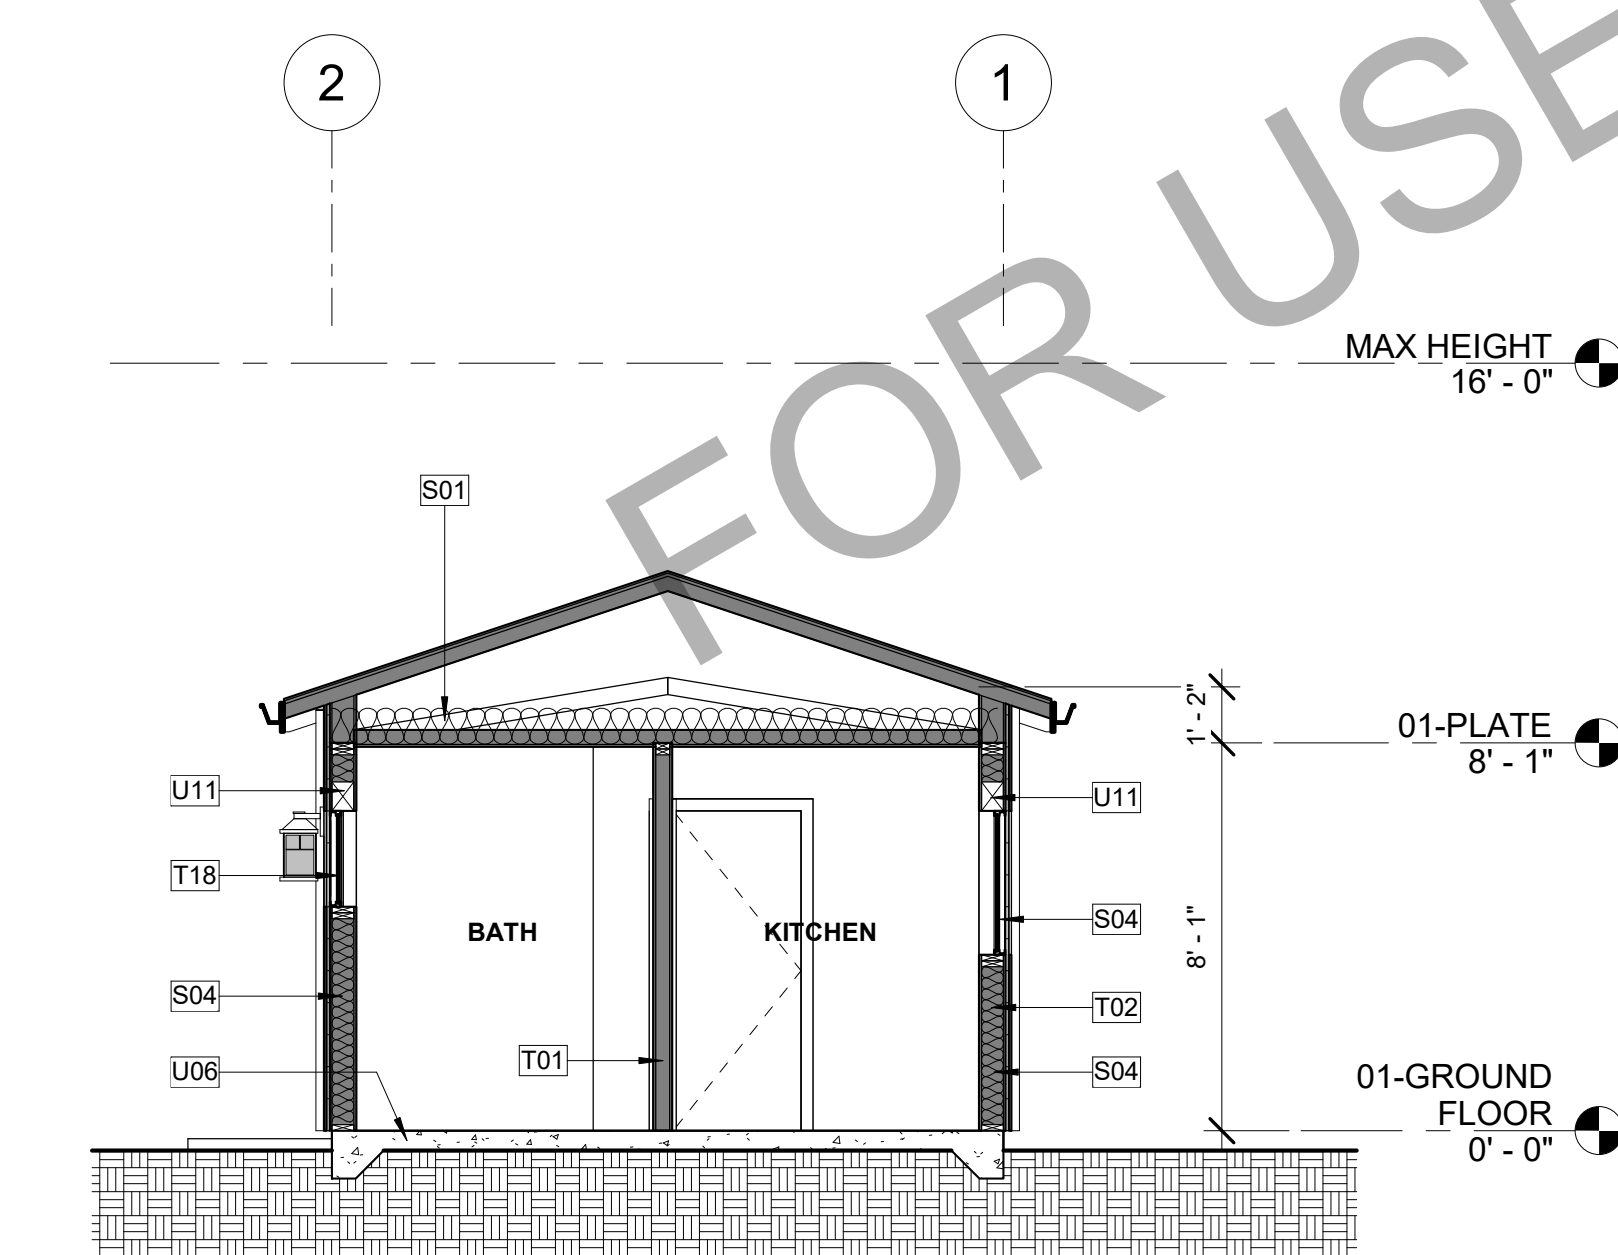 2
1
FOR USE
MAX HEIGHT
16' - 0"
S01
1' - 2"
01-PLATE
8' - 1"
U11
U11
T18
BATH
KITCHEN
S04
8' - 1"
S04
T02
T01
U06
S04
01-GROUND
FLOOR
0' - 0"